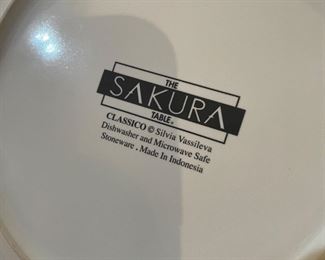 THE
SAKURA
TABLE®
CLASSICO © Silvia Vassileva
Dishwasher and Microwave Safe
Stoneware . Made In Indonesia